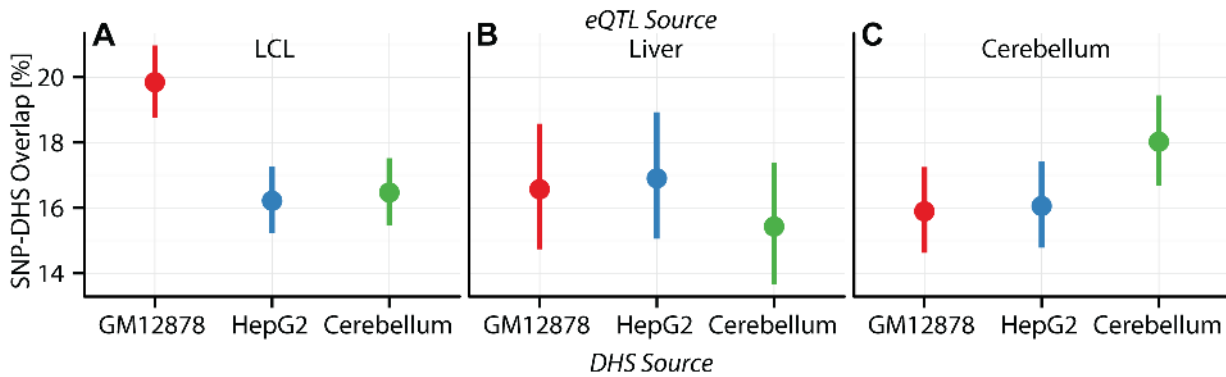 eQTL Source
A LCL B Liver C Cerebellum
SNP-DHS Overlap [%]
20
18
16
14
GM12878 HepG2 Cerebellum GM12878 HepG2 Cerebellum GM12878 HepG2 Cerebellum
DHS Source